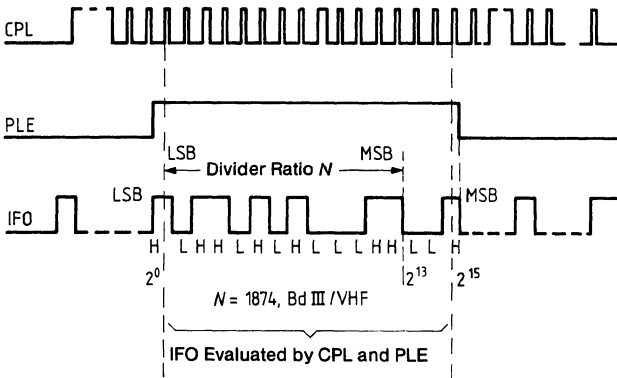 CPL
PLE
LSB MSB
Divider Ratio N
LSB MSB
IFO
H L H H L H L H L L L H H L L H
2⁰ 2¹³ 2¹⁵
N = 1874, Bd III/VHF
IFO Evaluated by CPL and PLE